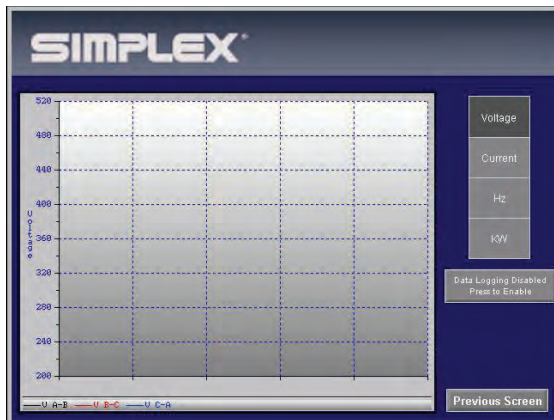 SIMPLEX
520
480
440
400
360
320
280
240
200
Voltage
V A-B V B-C V C-A
Voltage
Current
Hz
KW
Data Logging Disabled
Press to Enable
Previous Screen